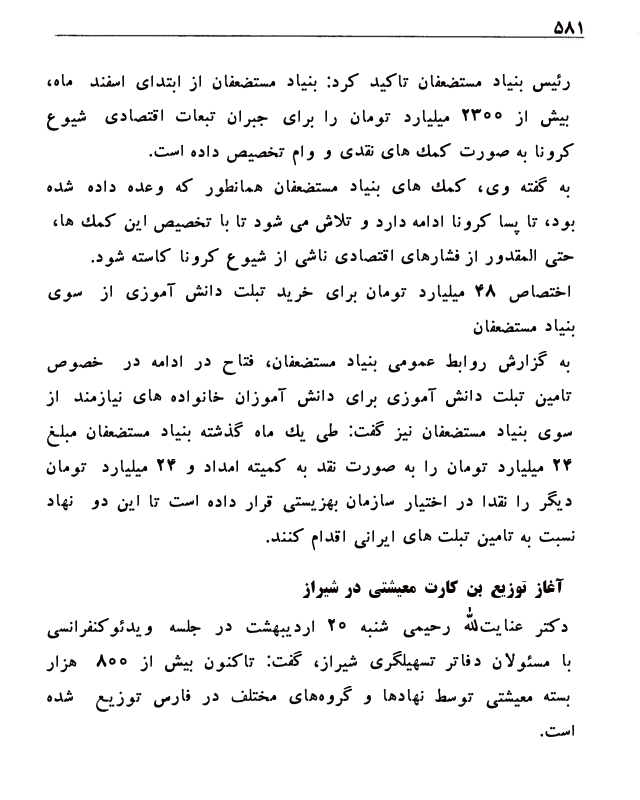 ۵۸۱
رئیس بنیاد مستضعفان تاکید کرد: بنیاد مستضعفان از ابتدای اسفند ماه،
بیش از ۲۳۰۰ میلیارد تومان را برای جبران تبعات اقتصادی شیوع
کرونا به صورت کمك های نقدی و وام تخصیص داده است.
به گفته وی، کمك های بنیاد مستضعفان همانطور که وعده داده شده
بود، تا پسا کرونا ادامه دارد و تلاش می شود تا با تخصیص این کمك ها،
حتی المقدور از فشارهای اقتصادی ناشی از شیوع کرونا کاسته شود.
اختصاص ۴۸ میلیارد تومان برای خرید تبلت دانش آموزی از سوی
بنیاد مستضعفان
به گزارش روابط عمومی بنیاد مستضعفان، فتاح در ادامه در خصوص
تامین تبلت دانش آموزی برای دانش آموزان خانواده های نیازمند از
سوی بنیاد مستضعفان نیز گفت: طی یك ماه گذشته بنیاد مستضعفان مبلغ
۲۴ میلیارد تومان را به صورت نقد به کمیته امداد و ۲۴ میلیارد تومان
دیگر را نقدا در اختیار سازمان بهزیستی قرار داده است تا این دو نهاد
نسبت به تامین تبلت های ایرانی اقدام کنند.
آغاز توزیع بن کارت معیشتی در شیراز
دکتر عنایت‌الله رحیمی شنبه ۲۰ اردیبهشت در جلسه ویدئوکنفرانسی
با مسئولان دفاتر تسهیلگری شیراز، گفت: تاکنون بیش از ۸۰۰ هزار
بسته معیشتی توسط نهادها و گروه‌های مختلف در فارس توزیع شده
است.